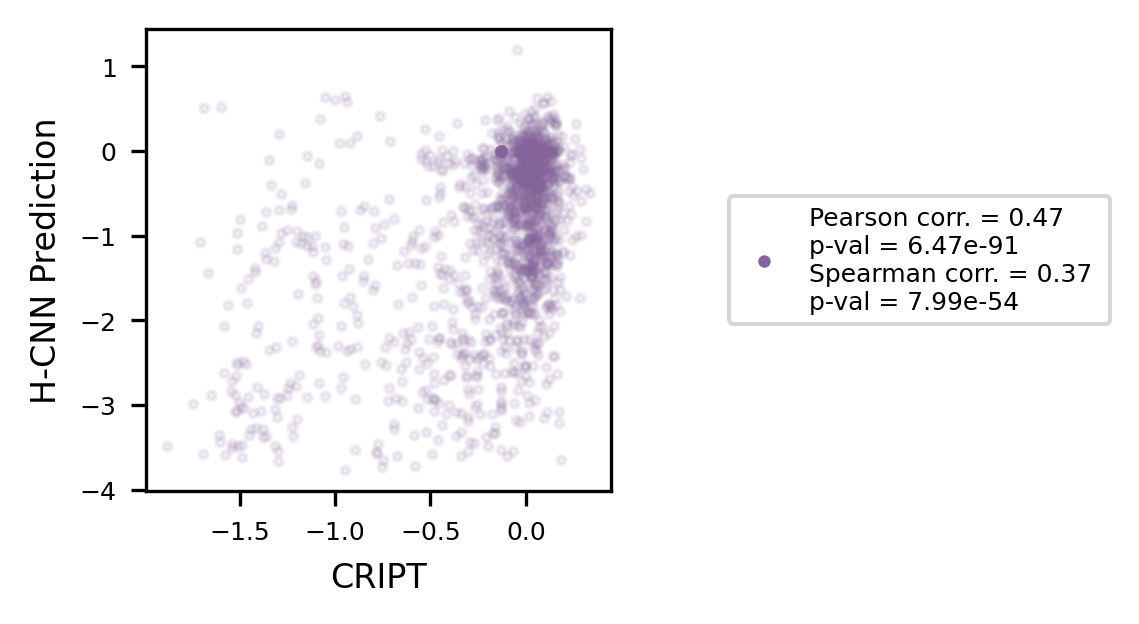 H-CNN Prediction
1
0
−1
−2
−3
−4
−1.5 −1.0 −0.5 0.0
CRIPT
Pearson corr. = 0.47
p-val = 6.47e-91
Spearman corr. = 0.37
p-val = 7.99e-54